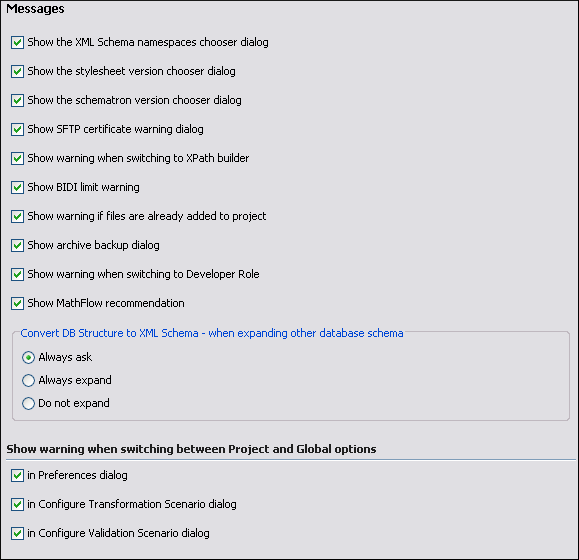 Messages
Show the XML Schema namespaces chooser dialog
Show the stylesheet version chooser dialog
Show the schematron version chooser dialog
Show SFTP certificate warning dialog
Show warning when switching to XPath builder
Show BIDI limit warning
Show warning if files are already added to project
Show archive backup dialog
Show warning when switching to Developer Role
Show MathFlow recommendation
Convert DB Structure to XML Schema - when expanding other database schema
Always ask
Always expand
Do not expand
Show warning when switching between Project and Global options
in Preferences dialog
in Configure Transformation Scenario dialog
in Configure Validation Scenario dialog